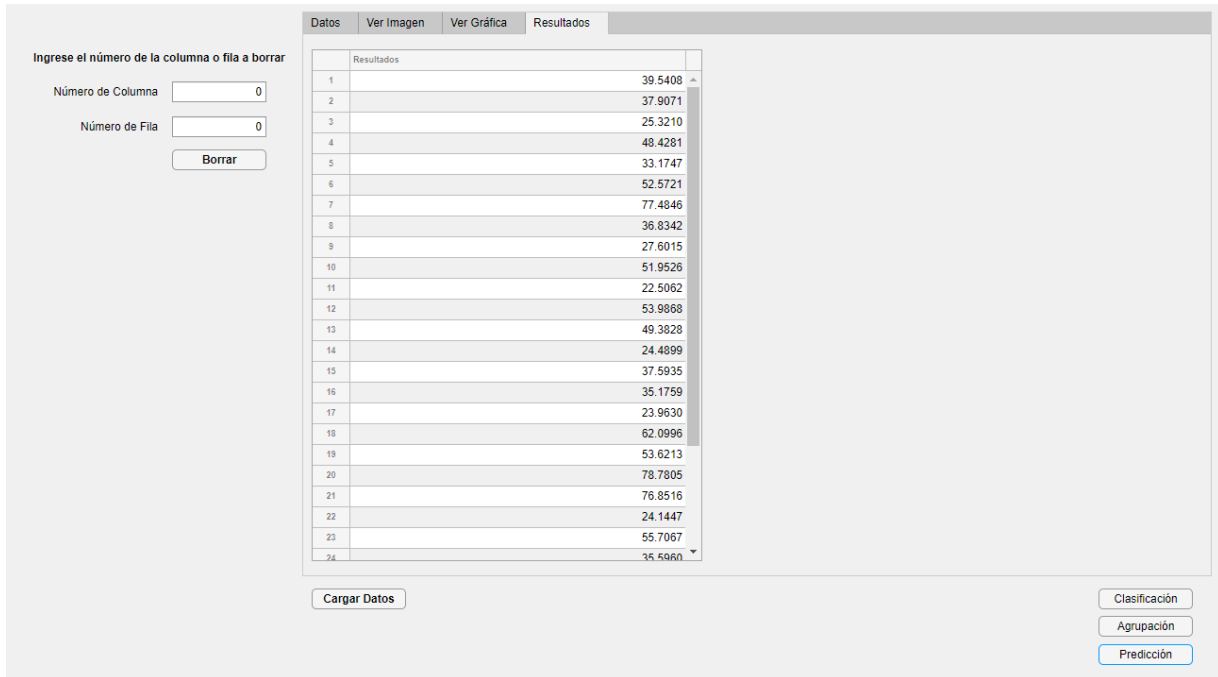 Datos Ver Imagen Ver Gráfica Resultados
Ingrese el número de la columna o fila a borrar
Número de Columna 0
Número de Fila 0
Borrar
Resultados
1 39.5408
2 37.9071
3 25.3210
4 48.4281
5 33.1747
6 52.5721
7 77.4846
8 36.8342
9 27.6015
10 51.9526
11 22.5062
12 53.9868
13 49.3828
14 24.4899
15 37.5935
16 35.1759
17 23.9630
18 62.0996
19 53.6213
20 78.7805
21 76.8516
22 24.1447
23 55.7067
24 35.5960
Cargar Datos
Clasificación
Agrupación
Predicción